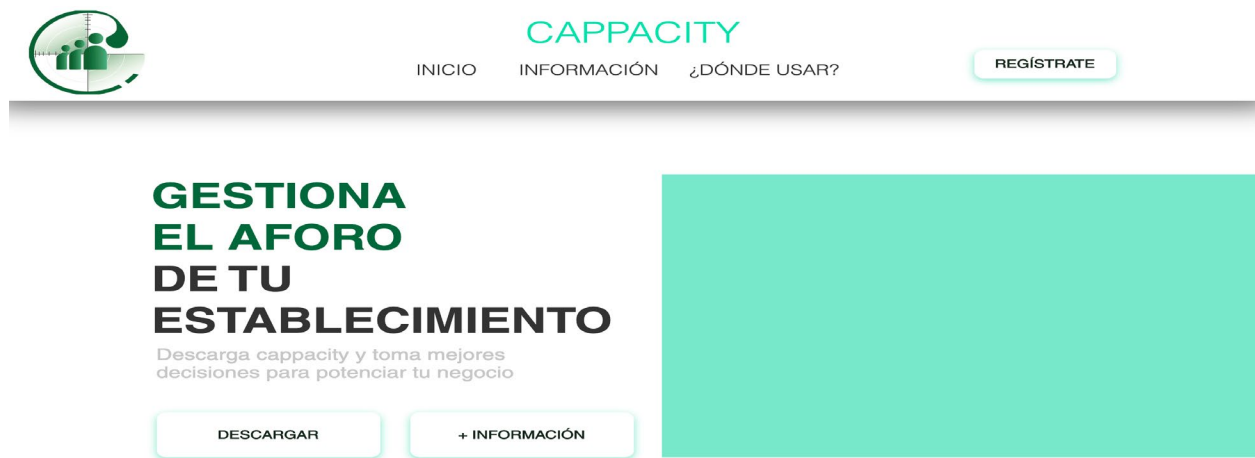 CAPPACITY
INICIO INFORMACIÓN ¿DÓNDE USAR?
REGÍSTRATE
GESTIONA
EL AFORO
DE TU
ESTABLECIMIENTO
Descarga cappacity y toma mejores
decisiones para potenciar tu negocio
DESCARGAR
+ INFORMACIÓN